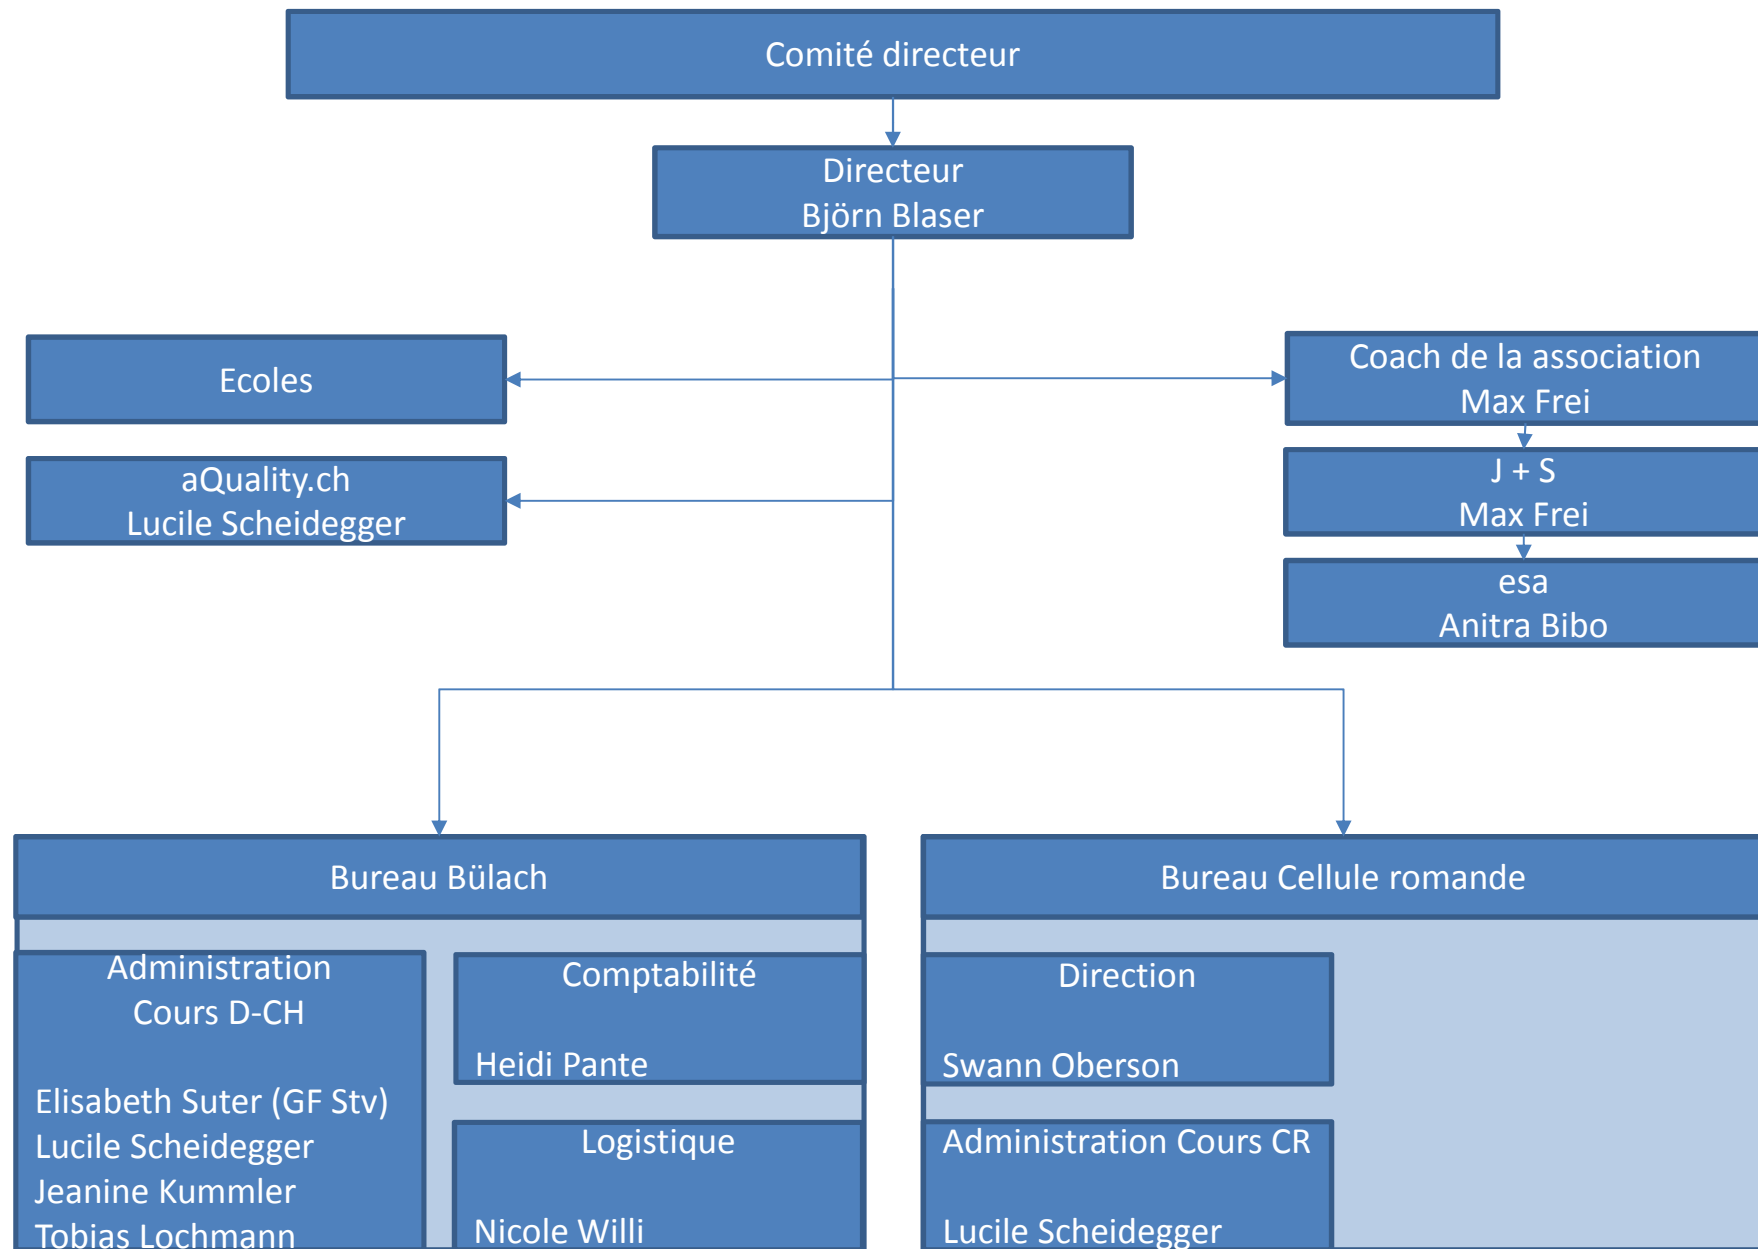 Comité directeur
Directeur
Björn Blaser
Ecoles
aQuality.ch
Lucile Scheidegger
Coach de la association
Max Frei
J + S
Max Frei
esa
Anitra Bibo
Bureau Bülach
Administration
Cours D-CH
Elisabeth Suter (GF Stv)
Lucile Scheidegger
Jeanine Kummler
Tobias Lochmann
Comptabilité
Heidi Pante
Logistique
Nicole Willi
Bureau Cellule romande
Direction
Swann Oberson
Administration Cours CR
Lucile Scheidegger